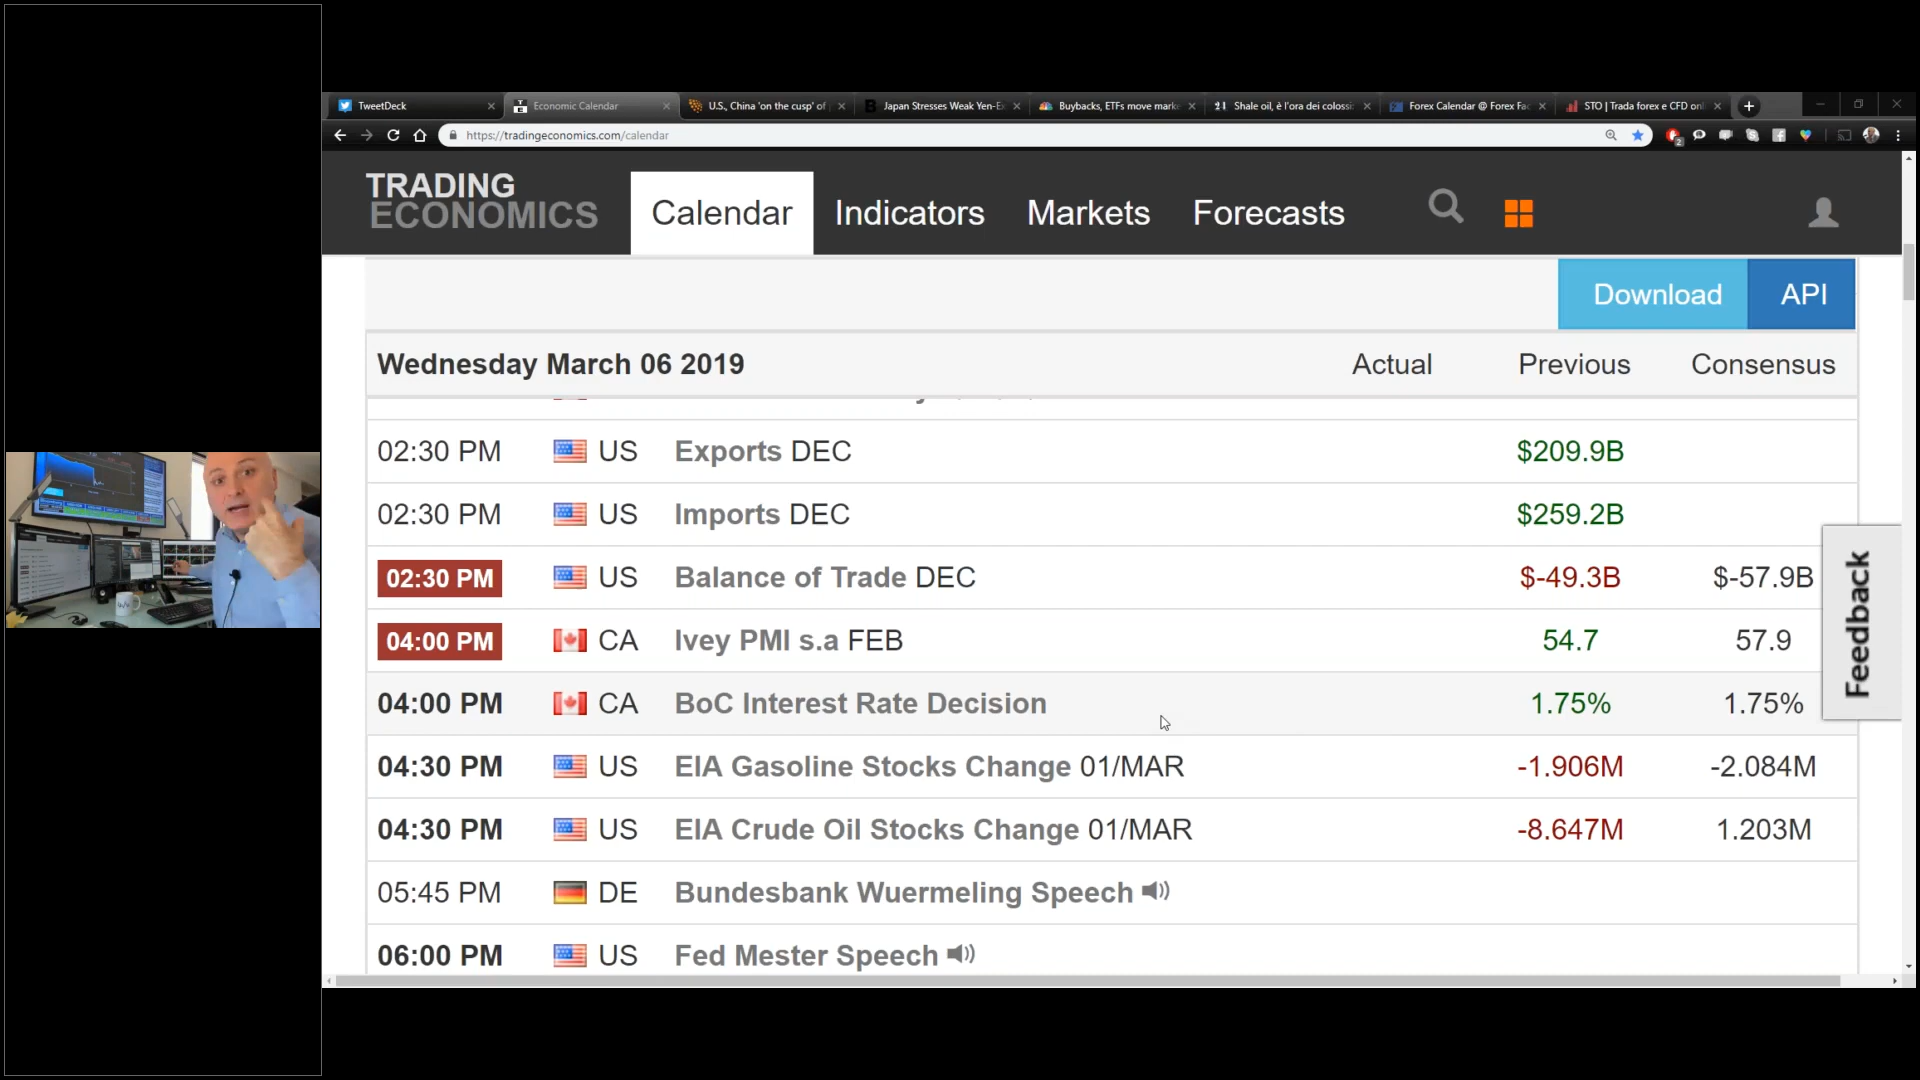 TweetDeck
Economic Calendar
U.S., China 'on the cusp' of
Japan Stresses Weak Yen-E
Buybacks, ETFs move mark
Shale oil, è l'ora dei coloss
Forex Calendar @ Forex Fa
STO | Trada forex e CFD onl
https://tradingeconomics.com/calendar
TRADING
ECONOMICS
Calendar
Indicators
Markets
Forecasts
Download
API
Wednesday March 06 2019 Actual Previous Consensus
02:30 PM US Exports DEC $209.9B
02:30 PM US Imports DEC $259.2B
02:30 PM US Balance of Trade DEC $-49.3B $-57.9B
04:00 PM CA Ivey PMI s.a FEB 54.7 57.9
04:00 PM CA BoC Interest Rate Decision 1.75% 1.75%
04:30 PM US EIA Gasoline Stocks Change 01/MAR -1.906M -2.084M
04:30 PM US EIA Crude Oil Stocks Change 01/MAR -8.647M 1.203M
05:45 PM DE Bundesbank Wuermeling Speech
06:00 PM US Fed Mester Speech
Feedback